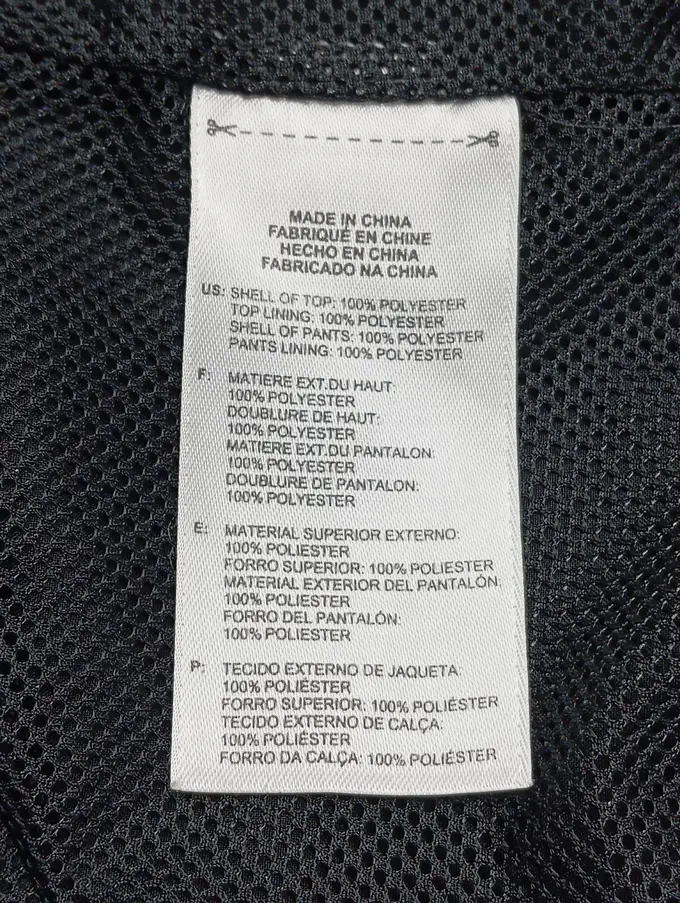 MADE IN CHINA
FABRIQUÉ EN CHINE
HECHO EN CHINA
FABRICADO NA CHINA
US: SHELL OF TOP: 100% POLYESTER
TOP LINING: 100% POLYESTER
SHELL OF PANTS: 100% POLYESTER
PANTS LINING: 100% POLYESTER
F: MATIERE EXT.DU HAUT:
100% POLYESTER
DOUBLURE DE HAUT:
100% POLYESTER
MATIERE EXT.DU PANTALON:
100% POLYESTER
DOUBLURE DE PANTALON:
100% POLYESTER
E: MATERIAL SUPERIOR EXTERNO:
100% POLIESTER
FORRO SUPERIOR: 100% POLIESTER
MATERIAL EXTERIOR DEL PANTALÓN:
100% POLIESTER
FORRO DEL PANTALÓN:
100% POLIESTER
P: TECIDO EXTERNO DE JAQUETA:
100% POLIÉSTER
FORRO SUPERIOR: 100% POLIÉSTER
TECIDO EXTERNO DE CALÇA:
100% POLIÉSTER
FORRO DA CALÇA: 100% POLIÉSTER